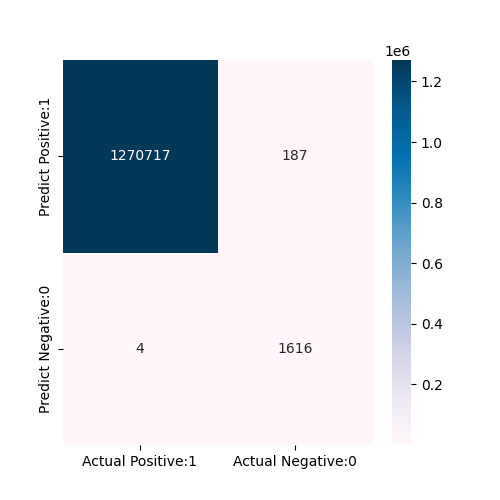 1e6
Predict Positive:1
1270717
187
1.2
1.0
0.8
0.6
0.4
0.2
Predict Negative:0
4
1616
Actual Positive:1
Actual Negative:0